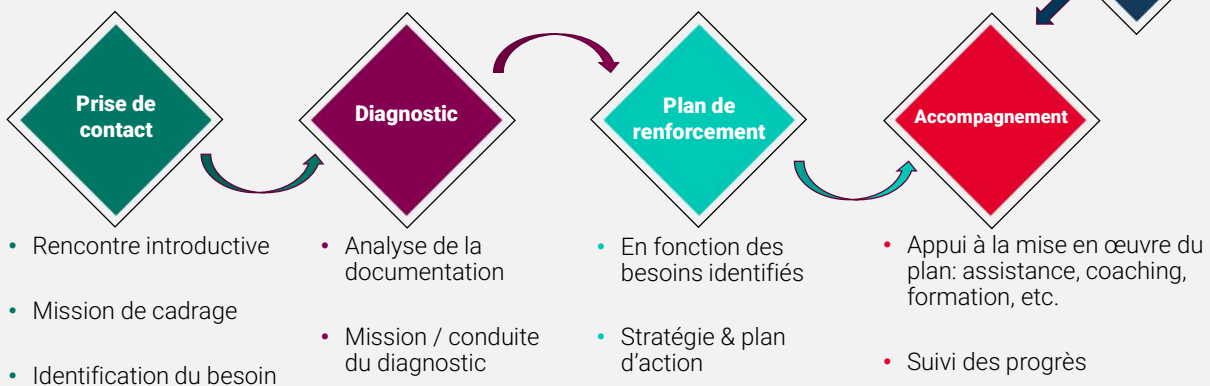 Prise de
contact
Diagnostic
Plan de
renforcement
Accompagnement
• Rencontre introductive
• Mission de cadrage
• Identification du besoin
• Analyse de la
documentation
• Mission / conduite
du diagnostic
• En fonction des
besoins identifiés
• Stratégie & plan
d'action
• Appui à la mise en œuvre du
plan: assistance, coaching,
formation, etc.
• Suivi des progrès